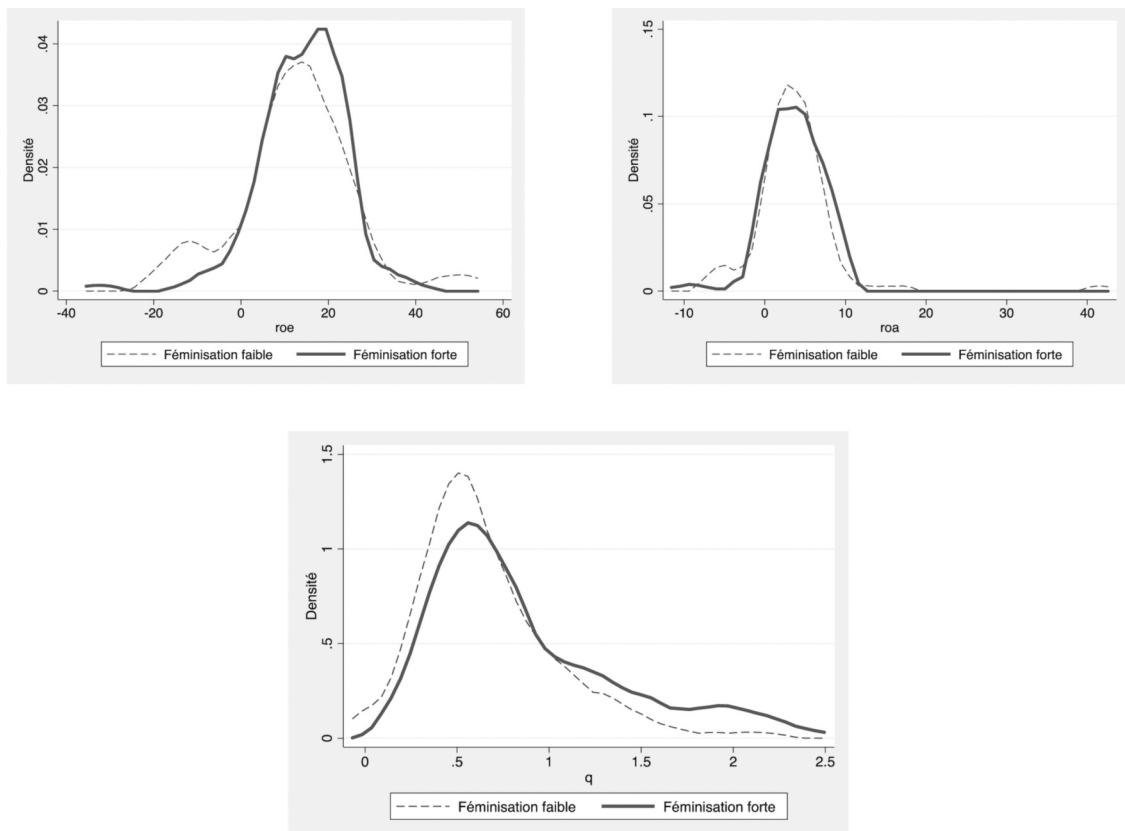 Densité
.04
.03
.02
.01
0
-40 -20 0 20 40 60
roe
Féminisation faible Féminisation forte
Densité
.15
.1
.05
0
-10 0 10 20 30 40
roa
Féminisation faible Féminisation forte
Densité
1.5
1
.5
0
0 .5 1 1.5 2 2.5
q
Féminisation faible Féminisation forte